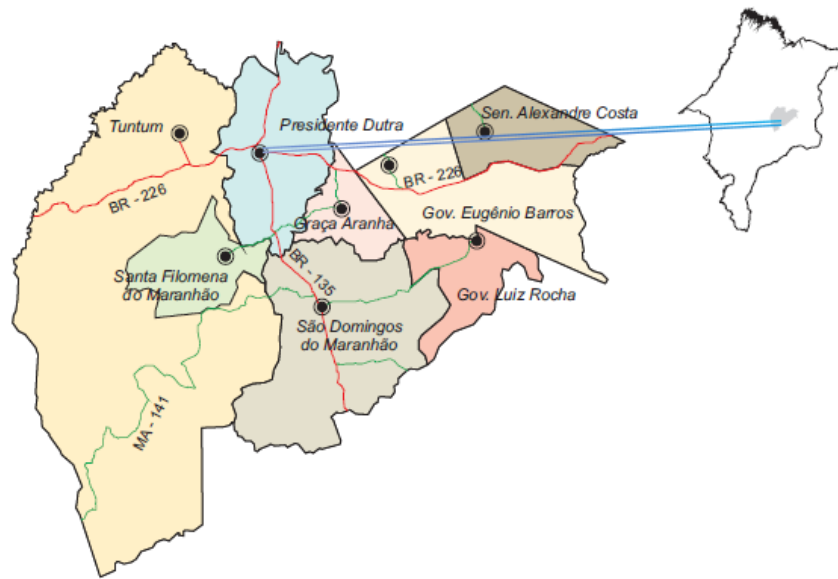 Sen. Alexandre Costa
Tuntum
Presidente Dutra
BR - 226
BR - 226
Gov. Eugênio Barros
Graça Aranha
BR - 135
Santa Filomena
do Maranhão
Gov. Luiz Rocha
São Domingos
do Maranhão
MA - 141